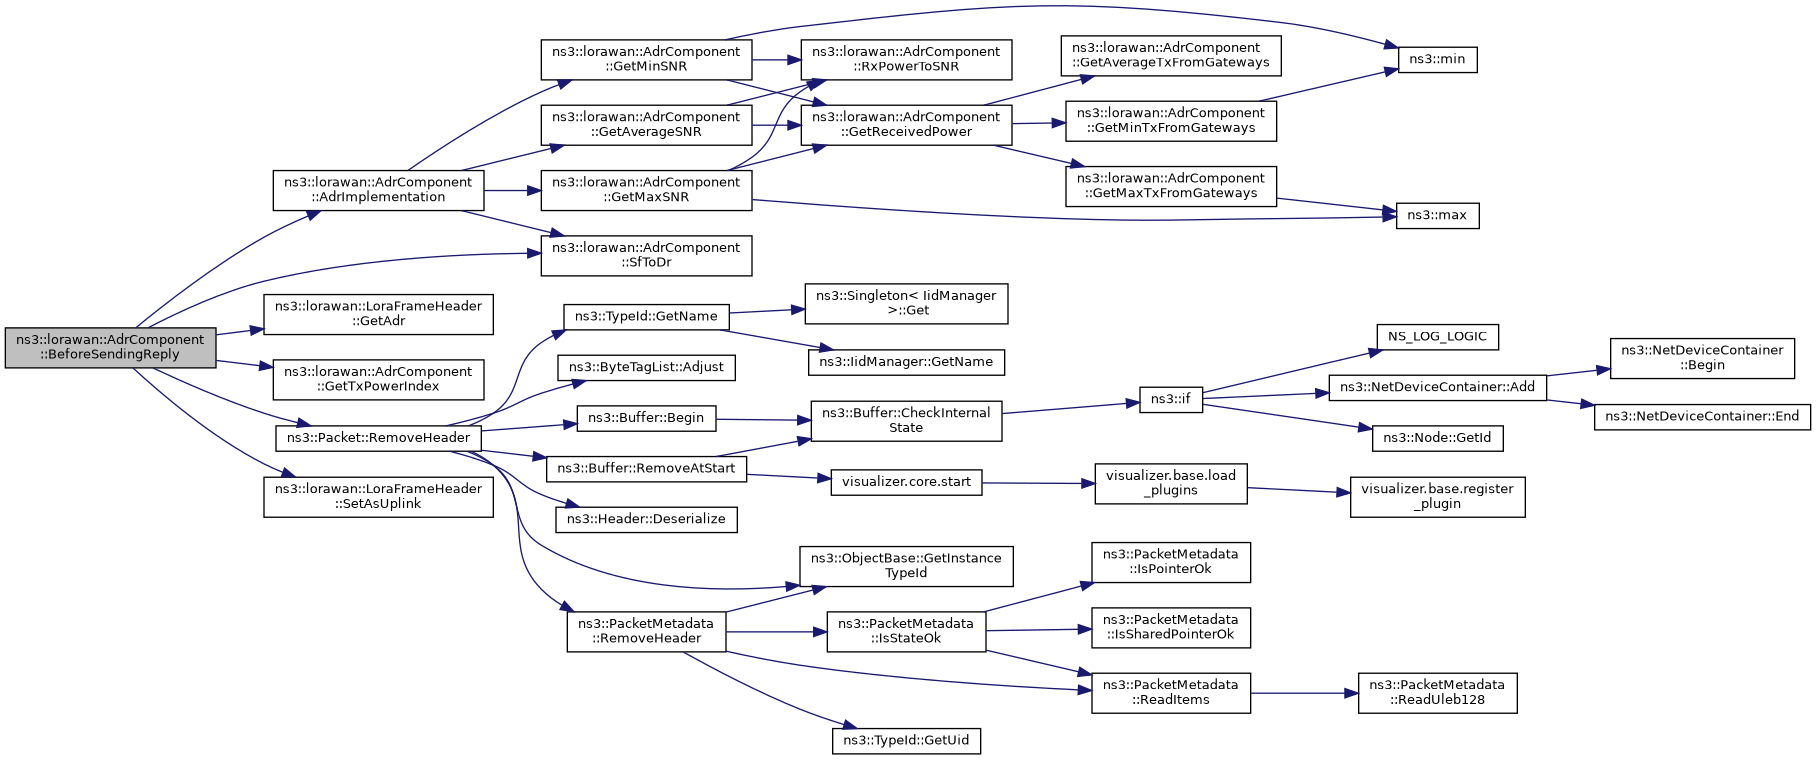 ns3::lorawan::AdrComponent
::BeforeSendingReply
ns3::lorawan::AdrComponent
::AdrImplementation
ns3::lorawan::AdrComponent
::GetMinSNR
ns3::lorawan::AdrComponent
::GetAverageSNR
ns3::lorawan::AdrComponent
::GetMaxSNR
ns3::lorawan::AdrComponent
::SfToDr
ns3::lorawan::AdrComponent
::RxPowerToSNR
ns3::lorawan::AdrComponent
::GetReceivedPower
ns3::lorawan::AdrComponent
::GetAverageTxFromGateways
ns3::lorawan::AdrComponent
::GetMinTxFromGateways
ns3::lorawan::AdrComponent
::GetMaxTxFromGateways
ns3::min
ns3::max
ns3::lorawan::LoraFrameHeader
::GetAdr
ns3::lorawan::AdrComponent
::GetTxPowerIndex
ns3::Packet::RemoveHeader
ns3::lorawan::LoraFrameHeader
::SetAsUplink
ns3::TypeId::GetName
ns3::Singleton< IidManager
>::Get
ns3::IidManager::GetName
ns3::ByteTagList::Adjust
ns3::Buffer::Begin
ns3::Buffer::RemoveAtStart
ns3::Buffer::CheckInternal
State
visualizer.core.start
ns3::if
NS_LOG_LOGIC
ns3::NetDeviceContainer::Add
ns3::Node::GetId
ns3::NetDeviceContainer
::Begin
ns3::NetDeviceContainer::End
visualizer.base.load
_plugins
visualizer.base.register
_plugin
ns3::Header::Deserialize
ns3::ObjectBase::GetInstance
TypeId
ns3::PacketMetadata
::RemoveHeader
ns3::PacketMetadata
::IsStateOk
ns3::PacketMetadata
::IsPointerOk
ns3::PacketMetadata
::IsSharedPointerOk
ns3::PacketMetadata
::ReadItems
ns3::PacketMetadata
::ReadUleb128
ns3::TypeId::GetUid